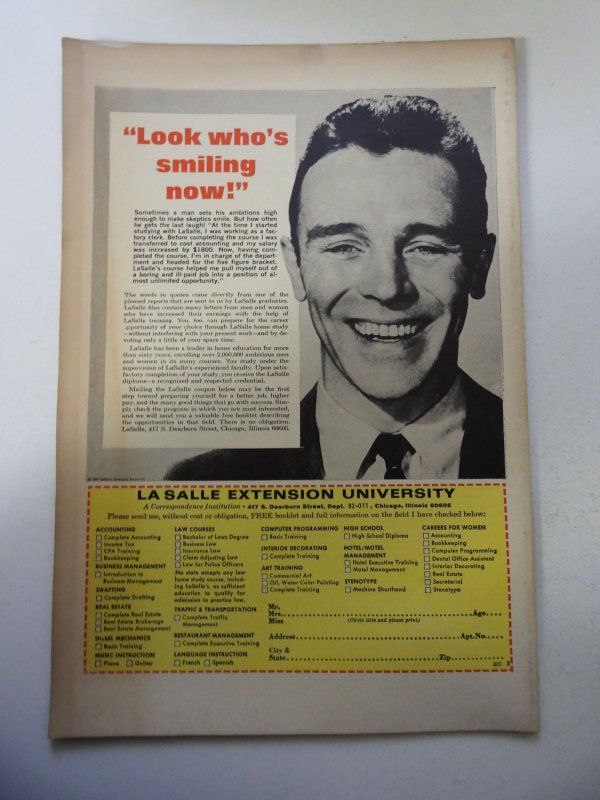 “Look who’s
smiling
now!”
Sometimes a man sets his ambitions high
enough to make skeptics smile. But how often
he gets the last laugh! “At the time I started
studying with LaSalle, I was working as a fac-
tory clerk. Before completing the course I was
transferred to cost accounting and my salary
was increased by $1800. Now, having com-
pleted the course, I’m in charge of the depart-
ment and headed for the five figure bracket.
LaSalle’s course helped me pull myself out of
a boring and ill-paid job into a position of al-
most unlimited opportunity.”
The words in quotes come directly from one of the
pleased reports that are sent to us by LaSalle graduates.
LaSalle files contain many letters from men and women
who have increased their earnings with the help of
LaSalle training. You, too, can prepare for the career
opportunity of your choice through LaSalle home study
—without interfering with your present work—and by de-
voting only a little of your spare time.
LaSalle has been a leader in home education for more
than sixty years, enrolling over 2,000,000 ambitious men
and women in its many courses. You study under the
supervision of LaSalle’s experienced faculty. Upon satis-
factory completion of your study, you receive the LaSalle
diploma—a recognized and respected credential.
Mailing the LaSalle coupon below may be the first
step toward preparing yourself for a better job, higher
pay, and the many good things that go with success. Sim-
ply check the program in which you are most interested,
and we will send you a valuable free booklet describing
the opportunities in that field. There is no obligation.
LaSalle, 417 S. Dearborn Street, Chicago, Illinois 60605.
LA SALLE EXTENSION UNIVERSITY
A Correspondence Institution • 417 S. Dearborn Street, Dept. 82-011, Chicago, Illinois 60605
Please send me, without cost or obligation, FREE booklet and full information on the field I have checked below:
ACCOUNTING
Complete Accounting
Income Tax
CPA Training
Bookkeeping
BUSINESS MANAGEMENT
Introduction to
Business Management
DRAFTING
Complete Drafting
REAL ESTATE
Complete Real Estate
Real Estate Brokerage
Real Estate Management
DIESEL MECHANICS
Basic Training
MUSIC INSTRUCTION
Piano Guitar
LAW COURSES
Bachelor of Laws Degree
Business Law
Insurance Law
Claim Adjusting Law
Law for Police Officers
No state accepts any law
home study course, includ-
ing LaSalle’s, as sufficient
education to qualify for
admission to practice law.
TRAFFIC & TRANSPORTATION
Complete Traffic
Management
RESTAURANT MANAGEMENT
Complete Executive Training
LANGUAGE INSTRUCTION
French Spanish
COMPUTER PROGRAMMING
Basic Training
INTERIOR DECORATING
Complete Training
ART TRAINING
Commercial Art
Oil, Water Color Painting
Complete Training
HIGH SCHOOL
High School Diploma
HOTEL/MOTEL
MANAGEMENT
Hotel Executive Training
Motel Management
STENOTYPE
Machine Shorthand
CAREERS FOR WOMEN
Accounting
Bookkeeping
Computer Programming
Dental Office Assistant
Interior Decorating
Real Estate
Secretarial
Stenotype
Mr.
Mrs. Age
Miss (Circle title and please print)
Address Apt. No.
City &
State Zip
3